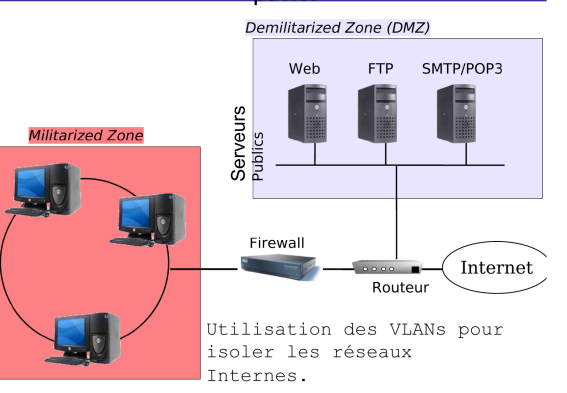 Demilitarized Zone (DMZ)
Web FTP SMTP/POP3
Serveurs
Publics
Militarized Zone
Firewall
Routeur
Internet
Utilisation des VLANs pour
isoler les réseaux
Internes.